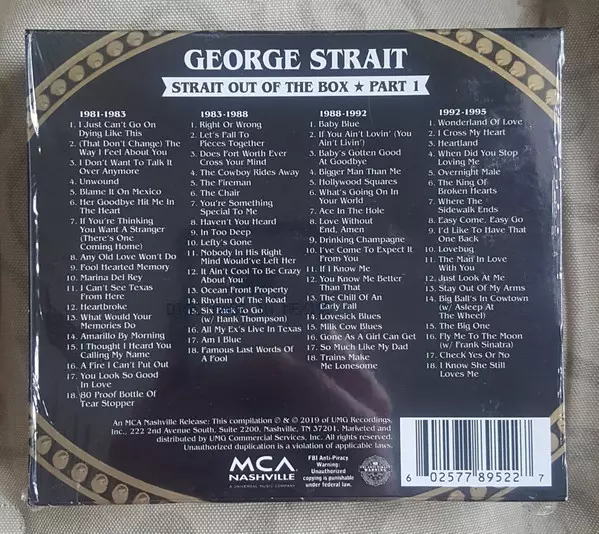 GEORGE STRAIT
STRAIT OUT OF THE BOX ★ PART 1
1981-1983
1. I Just Can't Go On
Dying Like This
2. (That Don't Change) The
Way I Feel About You
3. I Don't Want To Talk It
Over Anymore
4. Unwound
5. Blame It On Mexico
6. Her Goodbye Hit Me In
The Heart
7. If You're Thinking
You Want A Stranger
(There's One
Coming Home)
8. Any Old Love Won't Do
9. Fool Hearted Memory
10. Marina Del Rey
11. I Can't See Texas
From Here
12. Heartbroke
13. What Would Your
Memories Do
14. Amarillo By Morning
15. I Thought I Heard You
Calling My Name
16. A Fire I Can't Put Out
17. You Look So Good
In Love
18. 80 Proof Bottle Of
Tear Stopper
1983-1988
1. Right Or Wrong
2. Let's Fall To
Pieces Together
3. Does Fort Worth Ever
Cross Your Mind
4. The Cowboy Rides Away
5. The Fireman
6. The Chair
7. You're Something
Special To Me
8. Haven't You Heard
9. In Too Deep
10. Lefty's Gone
11. Nobody In His Right
Mind Would've Left Her
12. It Ain't Cool To Be Crazy
About You
13. Ocean Front Property
14. Rhythm Of The Road
15. Six Pack To Go
(w/ Hank Thompson)
16. All My Ex's Live In Texas
17. Am I Blue
18. Famous Last Words Of
A Fool
1988-1992
1. Baby Blue
2. If You Ain't Lovin' (You
Ain't Livin')
3. Baby's Gotten Good
At Goodbye
4. Bigger Man Than Me
5. Hollywood Squares
6. What's Going On In
Your World
7. Ace In The Hole
8. Love Without
End, Amen
9. Drinking Champagne
10. I've Come To Expect It
From You
11. If I Know Me
12. You Know Me Better
Than That
13. The Chill Of An
Early Fall
14. Lovesick Blues
15. Milk Cow Blues
16. Gone As A Girl Can Get
17. So Much Like My Dad
18. Trains Make
Me Lonesome
1992-1995
1. Wonderland Of Love
2. I Cross My Heart
3. Heartland
4. When Did You Stop
Loving Me
5. Overnight Male
6. The King Of
Broken Hearts
7. Where The
Sidewalk Ends
8. Easy Come, Easy Go
9. I'd Like To Have That
One Back
10. Lovebug
11. The Man In Love
With You
12. Just Look At Me
13. Stay Out Of My Arms
14. Big Ball's In Cowtown
(w/ Asleep At
The Wheel)
15. The Big One
16. Fly Me To The Moon
(w/ Frank Sinatra)
17. Check Yes Or No
18. I Know She Still
Loves Me
An MCA Nashville Release: This compilation ℗ & © 2019 of UMG Recordings,
Inc., 222 2nd Avenue South, Suite 2200, Nashville, TN 37201. Marketed and
distributed by UMG Commercial Services, Inc. All rights reserved.
Unauthorized duplication is a violation of applicable laws.
MCA
NASHVILLE
A UNIVERSAL MUSIC COMPANY
FBI Anti-Piracy
Warning:
Unauthorized
copying is punishable
under federal law.
6 02577 89522 7